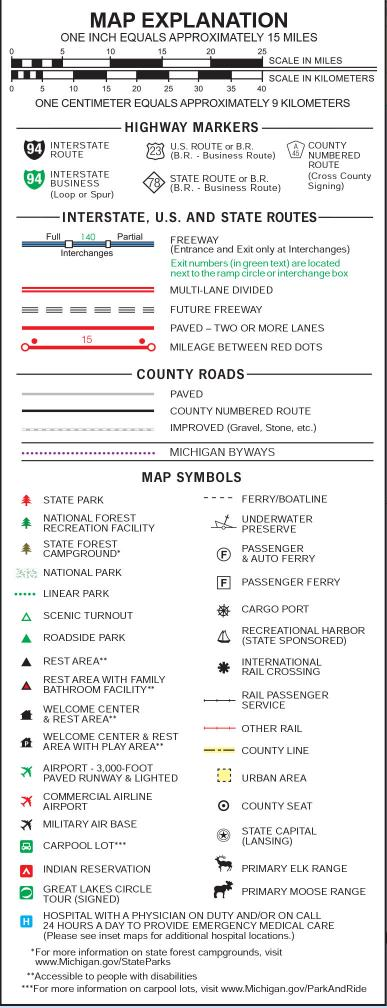 MAP EXPLANATION
ONE INCH EQUALS APPROXIMATELY 15 MILES
0 5 10 15 20 25
SCALE IN MILES
SCALE IN KILOMETERS
0 5 10 15 20 25 30 35 40
ONE CENTIMETER EQUALS APPROXIMATELY 9 KILOMETERS
HIGHWAY MARKERS
94 INTERSTATE
ROUTE
94 INTERSTATE
BUSINESS
(Loop or Spur)
23 U.S. ROUTE or B.R.
(B.R. - Business Route)
78 STATE ROUTE or B.R.
(B.R. - Business Route)
COUNTY
NUMBERED
ROUTE
(Cross County
Signing)
INTERSTATE, U.S. AND STATE ROUTES
Full 140 Partial
Interchanges
FREEWAY
(Entrance and Exit only at Interchanges)
Exit numbers (in green text) are located
next to the ramp circle or interchange box
MULTI-LANE DIVIDED
FUTURE FREEWAY
PAVED – TWO OR MORE LANES
15 MILEAGE BETWEEN RED DOTS
COUNTY ROADS
PAVED
COUNTY NUMBERED ROUTE
IMPROVED (Gravel, Stone, etc.)
MICHIGAN BYWAYS
MAP SYMBOLS
STATE PARK
NATIONAL FOREST
RECREATION FACILITY
STATE FOREST
CAMPGROUND*
NATIONAL PARK
LINEAR PARK
SCENIC TURNOUT
ROADSIDE PARK
REST AREA**
REST AREA WITH FAMILY
BATHROOM FACILITY**
WELCOME CENTER
& REST AREA**
WELCOME CENTER & REST
AREA WITH PLAY AREA**
AIRPORT - 3,000-FOOT
PAVED RUNWAY & LIGHTED
COMMERCIAL AIRLINE
AIRPORT
MILITARY AIR BASE
CARPOOL LOT***
INDIAN RESERVATION
GREAT LAKES CIRCLE
TOUR (SIGNED)
FERRY/BOATLINE
UNDERWATER
PRESERVE
F PASSENGER
& AUTO FERRY
F PASSENGER FERRY
CARGO PORT
RECREATIONAL HARBOR
(STATE SPONSORED)
INTERNATIONAL
RAIL CROSSING
RAIL PASSENGER
SERVICE
OTHER RAIL
COUNTY LINE
URBAN AREA
COUNTY SEAT
STATE CAPITAL
(LANSING)
PRIMARY ELK RANGE
PRIMARY MOOSE RANGE
H HOSPITAL WITH A PHYSICIAN ON DUTY AND/OR ON CALL
24 HOURS A DAY TO PROVIDE EMERGENCY MEDICAL CARE
(Please see inset maps for additional hospital locations.)
*For more information on state forest campgrounds, visit
www.Michigan.gov/StateParks
**Accessible to people with disabilities
***For more information on carpool lots, visit www.Michigan.gov/ParkAndRide